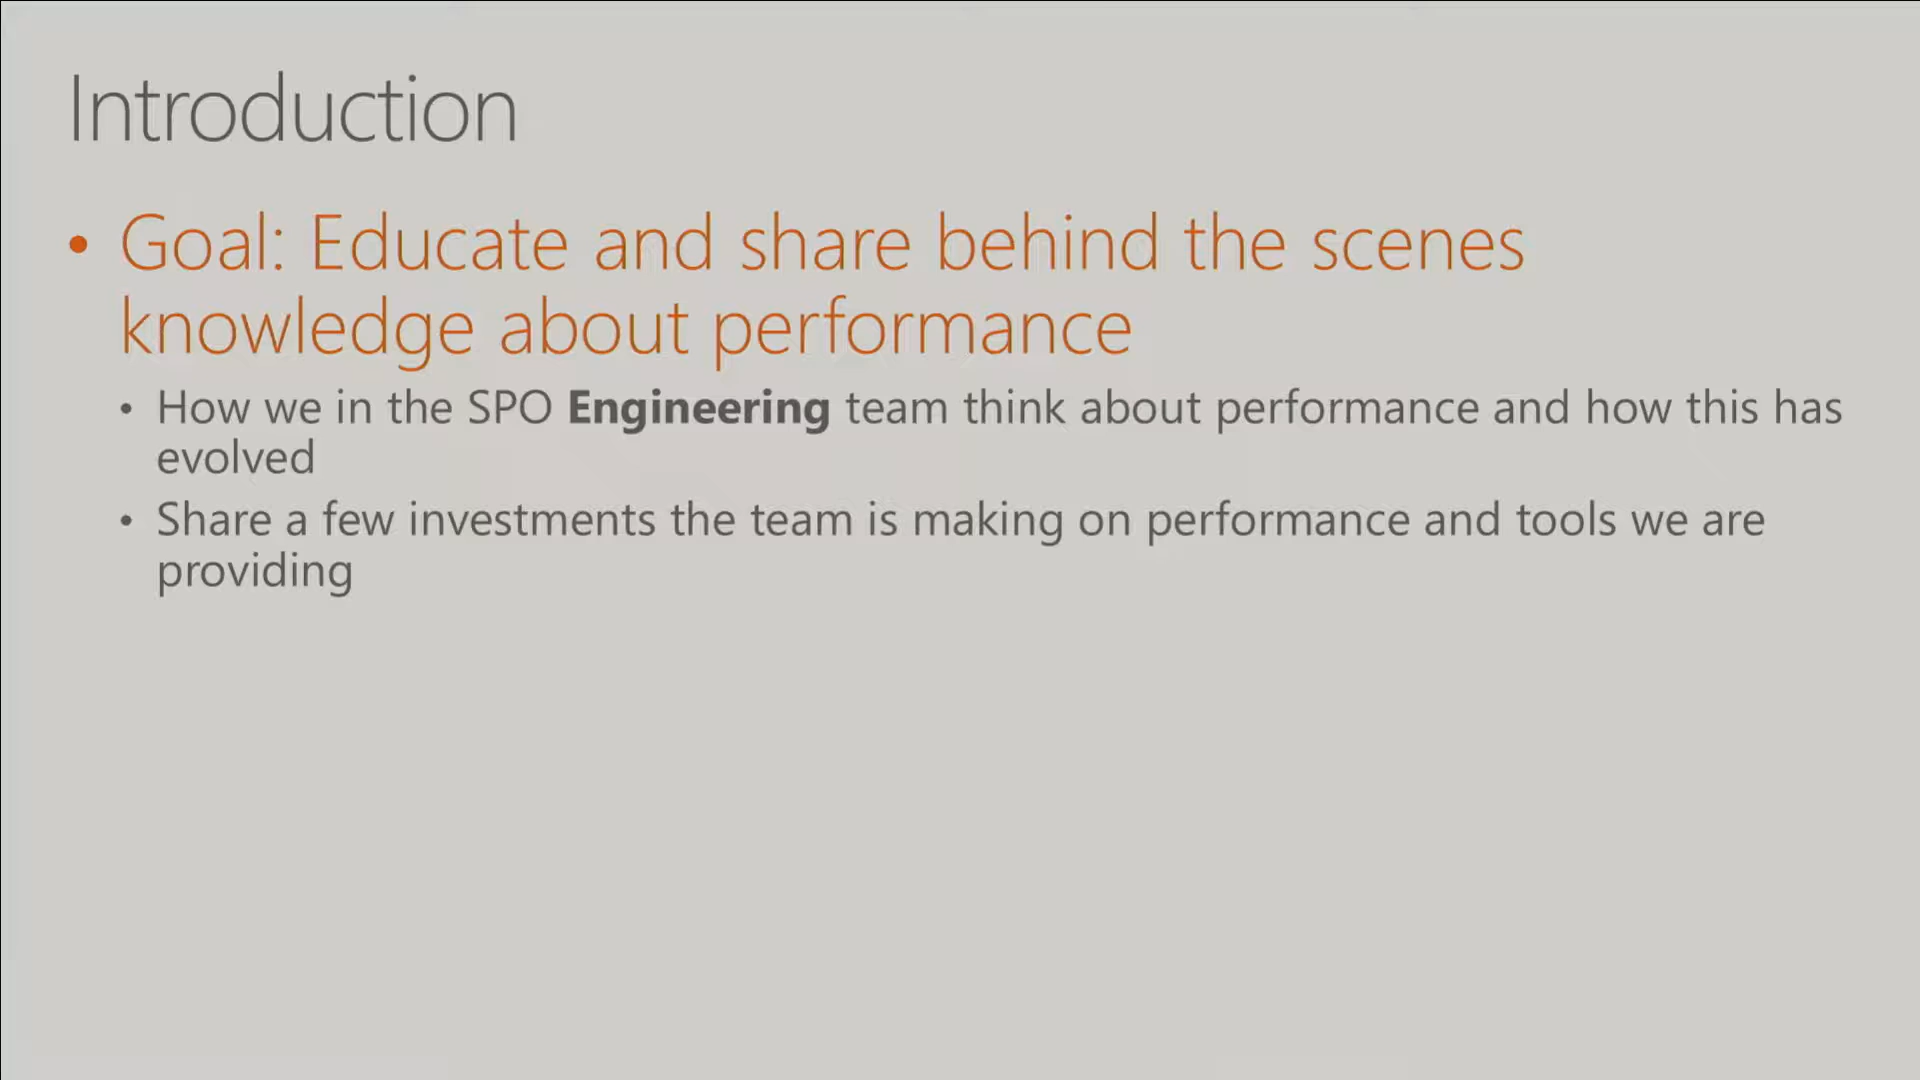 Introduction
• Goal: Educate and share behind the scenes
knowledge about performance
• How we in the SPO Engineering team think about performance and how this has
evolved
• Share a few investments the team is making on performance and tools we are
providing